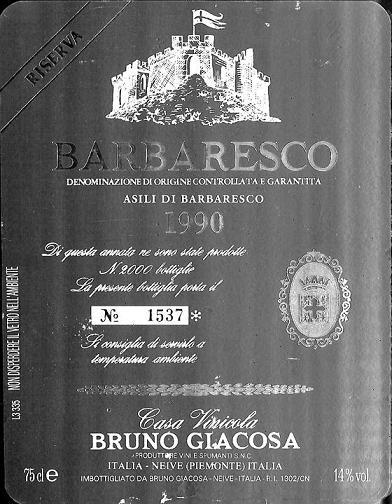 RISERVA
BARBARESCO
DENOMINAZIONE DI ORIGINE CONTROLLATA E GARANTITA
ASILI DI BARBARESCO
1990
Di questa annata ne sono state prodotte
N. 2000 bottiglie
La presente bottiglia porta il
No 1537 *
Si consiglia di servirlo a
temperatura ambiente
Casa Vinicola
BRUNO GIACOSA
PRODUTTORE VINI E SPUMANTI S.N.C.
ITALIA - NEIVE (PIEMONTE) ITALIA
75 cl e
IMBOTTIGLIATO DA BRUNO GIACOSA - NEIVE - ITALIA - R.I. 1302/CN
14% vol.
L3.335 NON DISPERDERE IL VETRO NELL'AMBIENTE